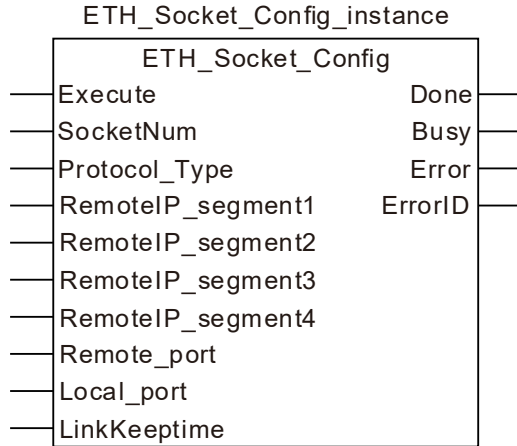 ETH_Socket_Config_instance
ETH_Socket_Config
Execute Done
SocketNum Busy
Protocol_Type Error
RemoteIP_segment1 ErrorID
RemoteIP_segment2
RemoteIP_segment3
RemoteIP_segment4
Remote_port
Local_port
LinkKeeptime